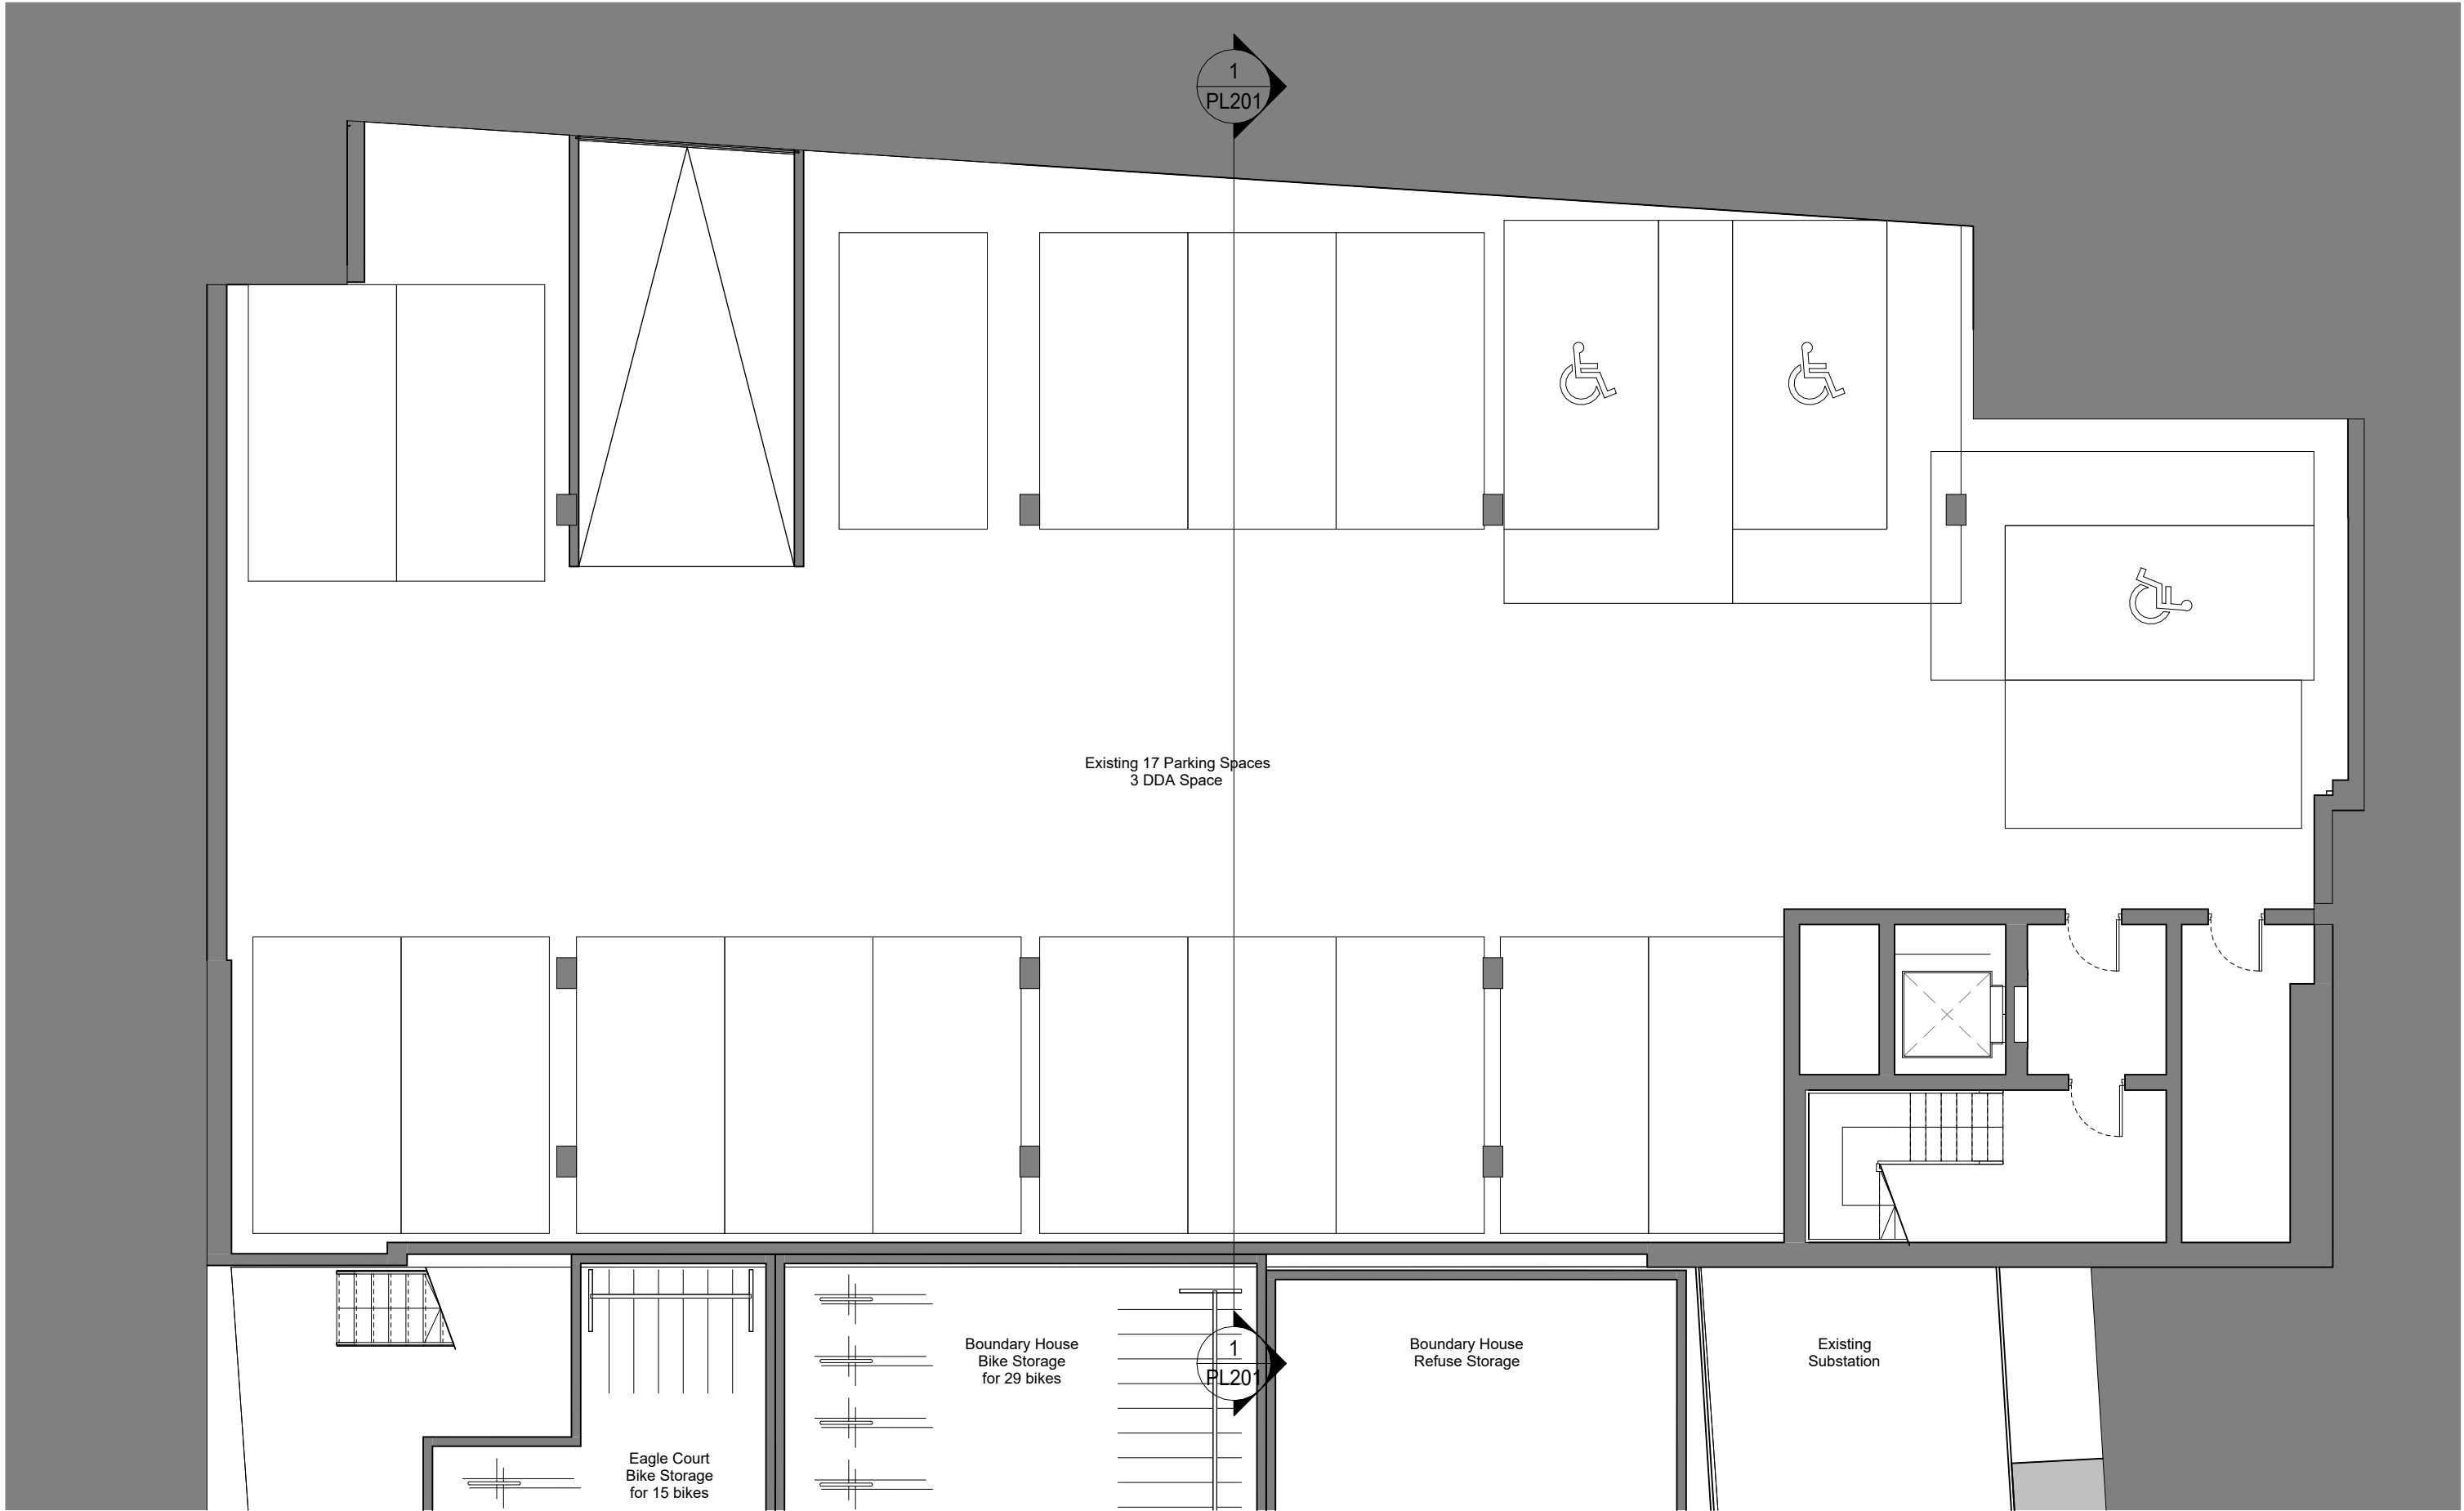 1
PL201
Existing 17 Parking Spaces
3 DDA Space
Boundary House
Bike Storage
for 29 bikes
1
PL201
Boundary House
Refuse Storage
Existing
Substation
Eagle Court
Bike Storage
for 15 bikes